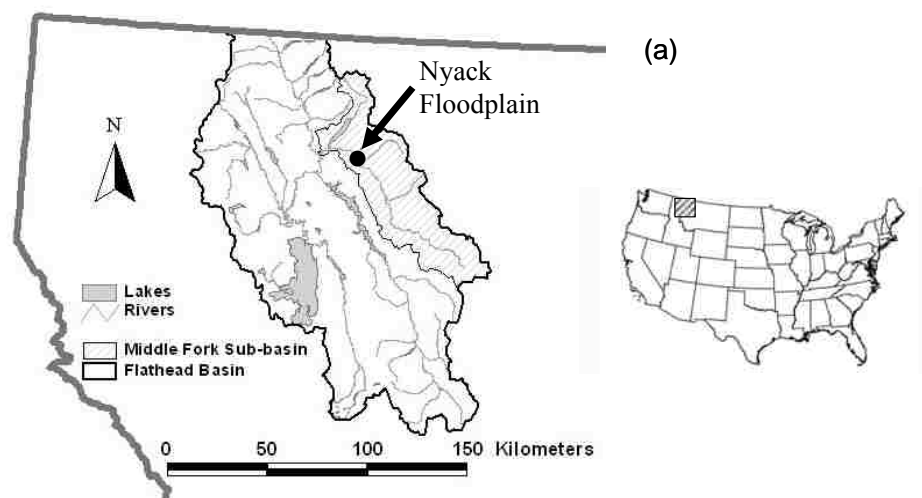 (a)
Nyack
Floodplain
N
Lakes
Rivers
Middle Fork Sub-basin
Flathead Basin
0 50 100 150 Kilometers